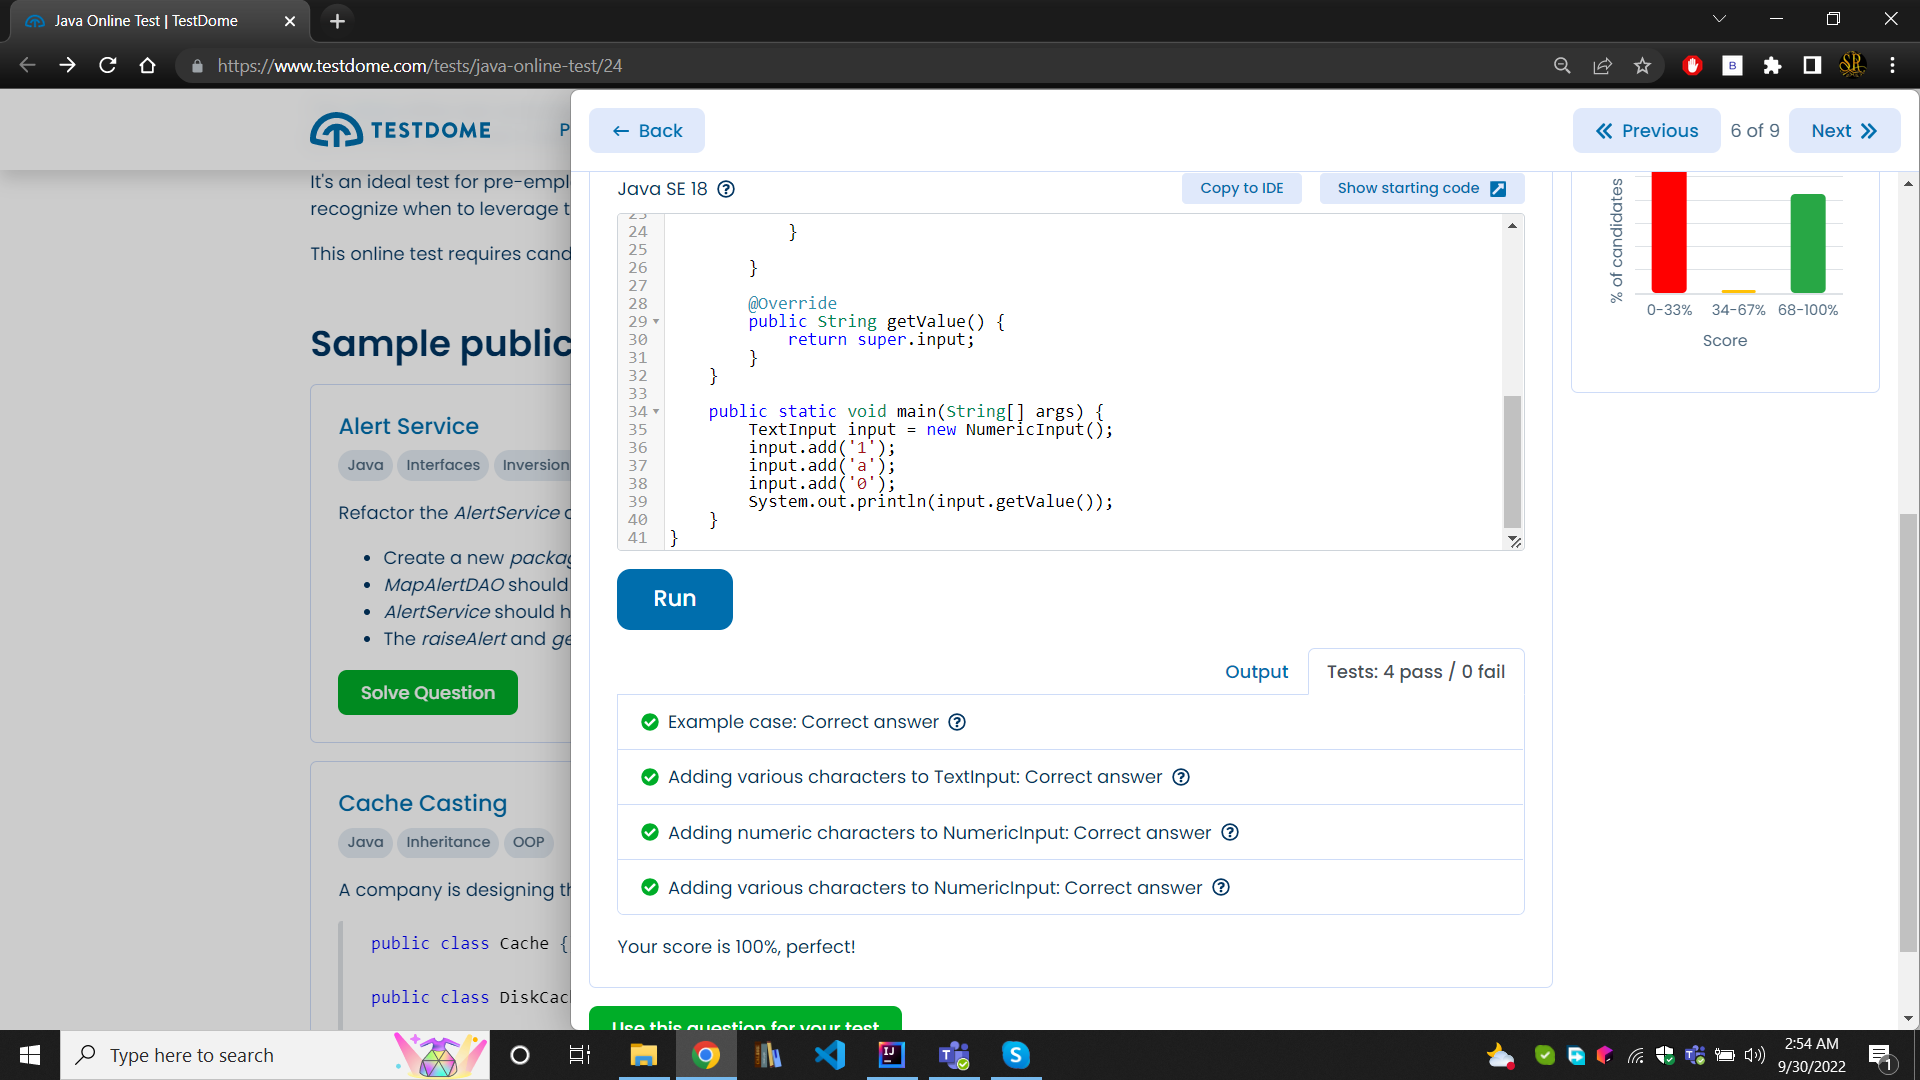 Java Online Test | TestDome
https://www.testdome.com/tests/java-online-test/24
B
SR
TESTDOME
P
It's an ideal test for pre-empl
recognize when to leverage t
This online test requires cand
Sample public
Alert Service
Java Interfaces Inversion
Refactor the AlertService c
Create a new packag
MapAlertDAO should
AlertService should h
The raiseAlert and ge
Solve Question
Cache Casting
Java Inheritance OOP
A company is designing th
public class Cache {
public class DiskCach
Back
Previous 6 of 9 Next
Java SE 18
Copy to IDE Show starting code
23
24 }
25
26 }
27
28 @Override
29 public String getValue() {
30 return super.input;
31 }
32 }
33
34 public static void main(String[] args) {
35 TextInput input = new NumericInput();
36 input.add('1');
37 input.add('a');
38 input.add('0');
39 System.out.println(input.getValue());
40 }
41 }
Run
Output Tests: 4 pass / 0 fail
Example case: Correct answer
Adding various characters to TextInput: Correct answer
Adding numeric characters to NumericInput: Correct answer
Adding various characters to NumericInput: Correct answer
Your score is 100%, perfect!
Use this question for your test
% of candidates
0-33% 34-67% 68-100%
Score
Type here to search
2:54 AM
9/30/2022
1